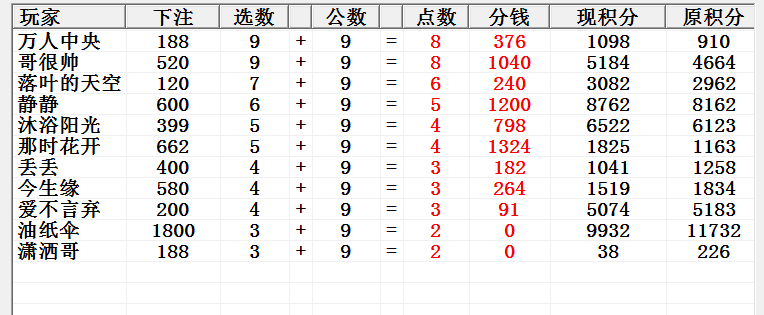 玩家 下注 选数 公数 点数 分钱 现积分 原积分
万人中央 188 9 + 9 = 8 376 1098 910
哥很帅 520 9 + 9 = 8 1040 5184 4664
落叶的天空 120 7 + 9 = 6 240 3082 2962
静静 600 6 + 9 = 5 1200 8762 8162
沐浴阳光 399 5 + 9 = 4 798 6522 6123
那时花开 662 5 + 9 = 4 1324 1825 1163
丢丢 400 4 + 9 = 3 182 1041 1258
今生缘 580 4 + 9 = 3 264 1519 1834
爱不言弃 200 4 + 9 = 3 91 5074 5183
油纸伞 1800 3 + 9 = 2 0 9932 11732
潇洒哥 188 3 + 9 = 2 0 38 226